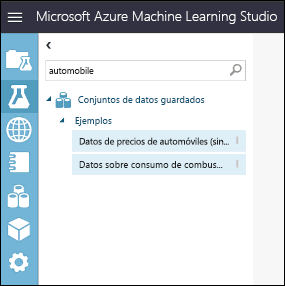 Microsoft Azure Machine Learning Studio
automobile
Conjuntos de datos guardados
Ejemplos
Datos de precios de automóviles (sin...
Datos sobre consumo de combus...